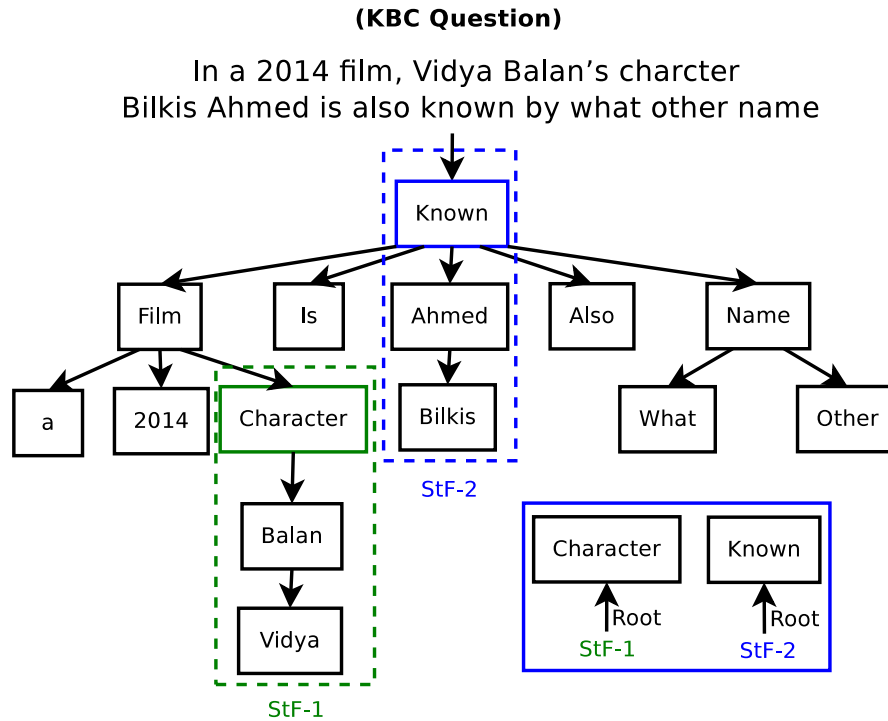 (KBC Question)
In a 2014 film, Vidya Balan's charcter
Bilkis Ahmed is also known by what other name
Known
Film
Is
Ahmed
Also
Name
a
2014
Character
Bilkis
What
Other
StF-2
Balan
Vidya
StF-1
Character
Known
Root
Root
StF-1
StF-2